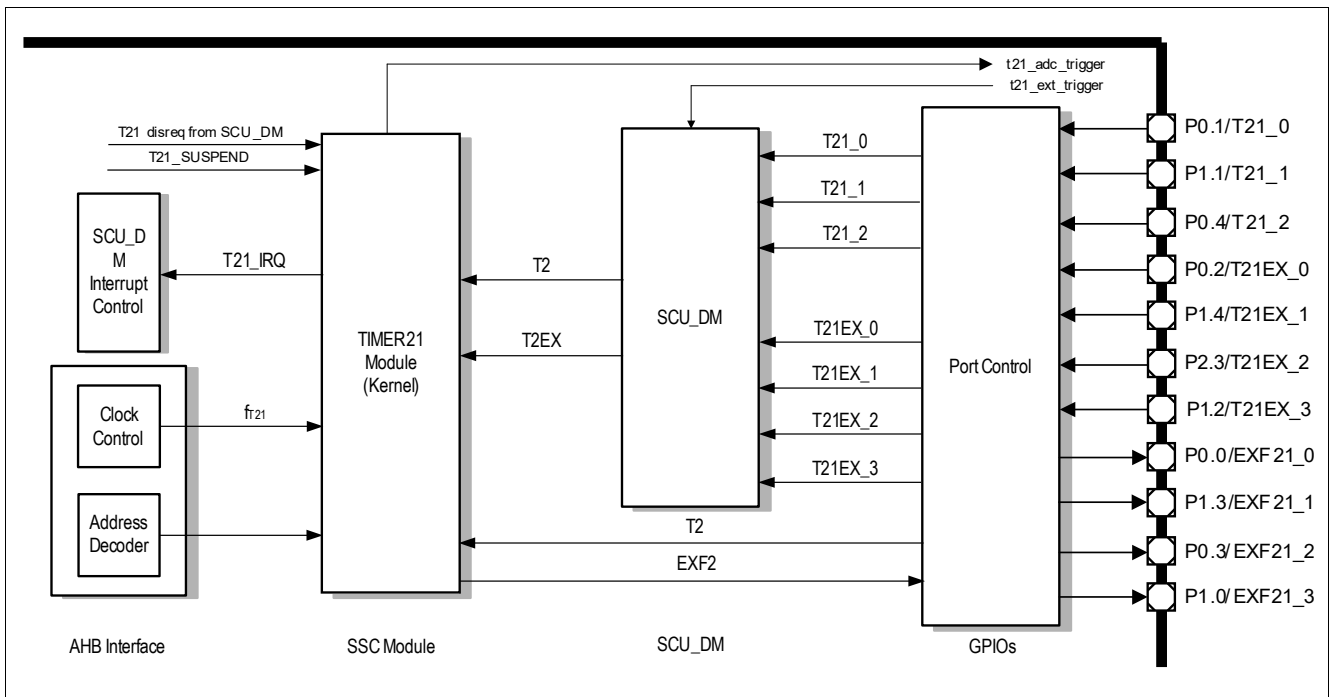 t21_adc_trigger
t21_ext_trigger
T21 disreq from SCU_DM
T21_SUSPEND
SCU_D
M
Interrupt
Control
T21_IRQ
Clock
Control
fT21
Address
Decoder
AHB Interface
TIMER21
Module
(Kernel)
SSC Module
T2
T2EX
SCU_DM
SCU_DM
T21_0
T21_1
T21_2
T21EX_0
T21EX_1
T21EX_2
T21EX_3
T2
EXF2
Port Control
GPIOs
P0.1/T21_0
P1.1/T21_1
P0.4/T21_2
P0.2/T21EX_0
P1.4/T21EX_1
P2.3/T21EX_2
P1.2/T21EX_3
P0.0/EXF21_0
P1.3/EXF21_1
P0.3/EXF21_2
P1.0/EXF21_3